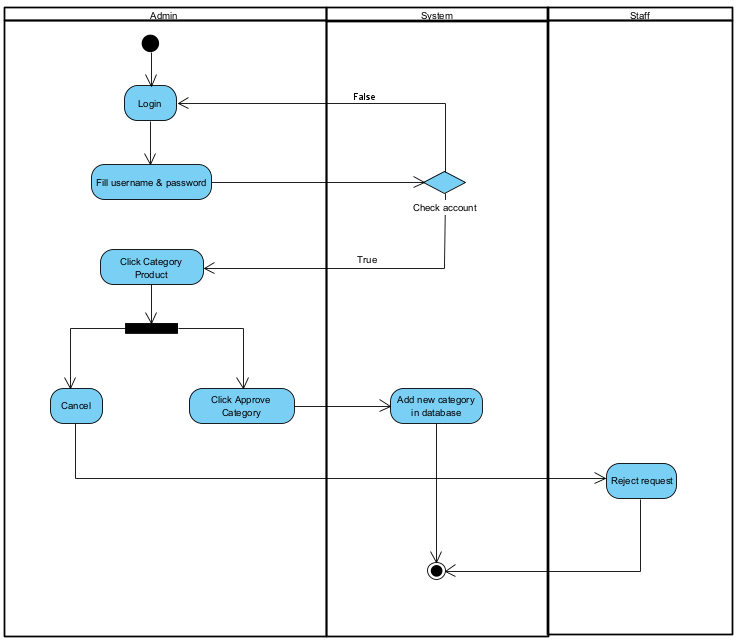 Admin
System
Staff
False
Login
Fill username & password
Check account
True
Click Category
Product
Cancel
Click Approve
Category
Add new category
in database
Reject request